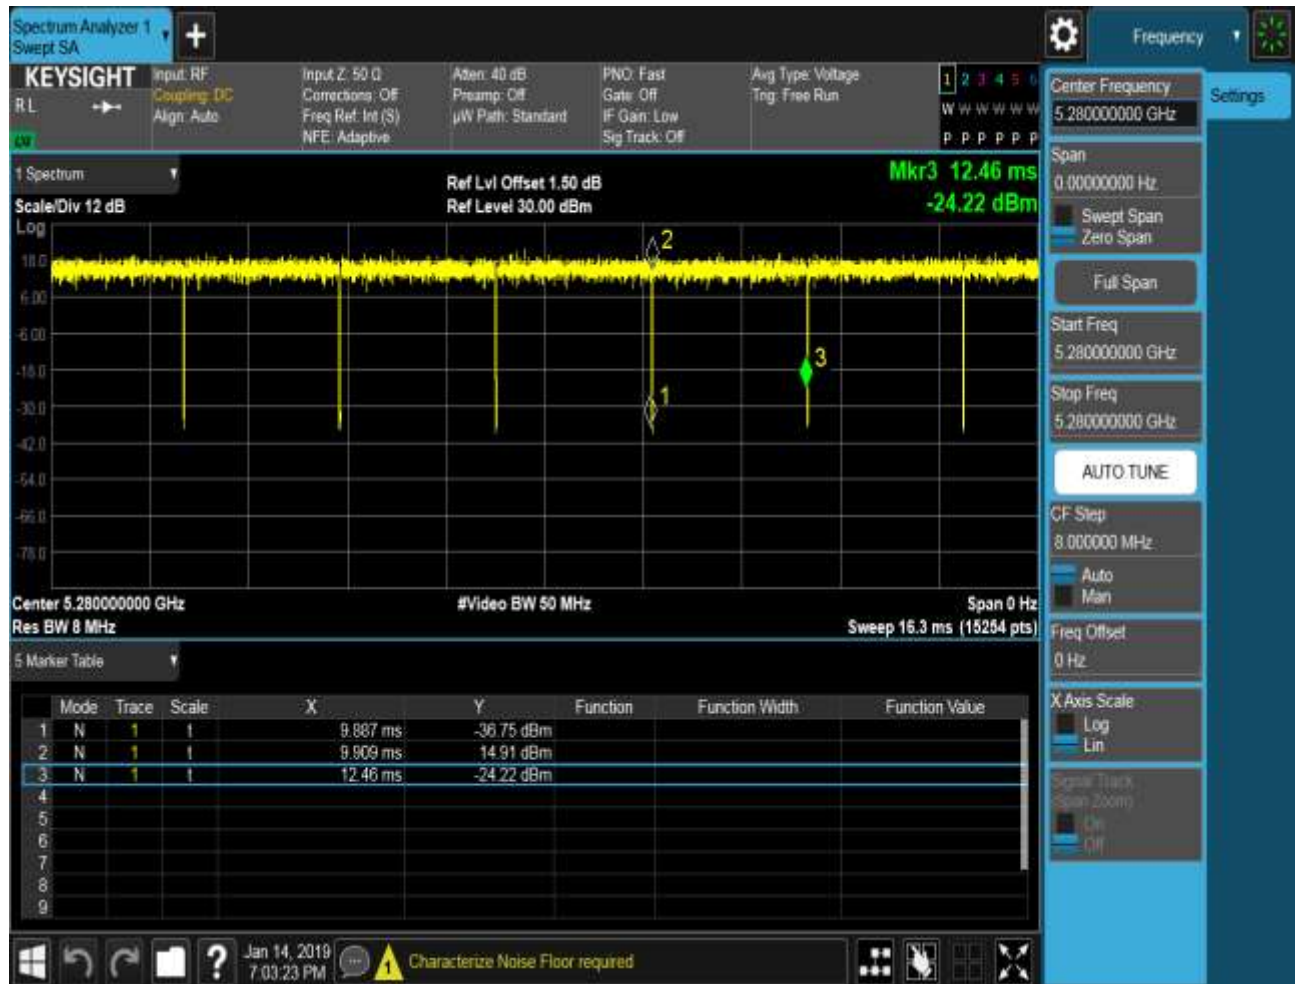 Spectrum Analyzer 1
Swept SA
+
Frequency
KEYSIGHT
Input: RF
Coupling: DC
Align: Auto
Input Z: 50 Ω
Corrections: Off
Freq Ref: Int (S)
NFE: Adaptive
Atten: 40 dB
Preamp: Off
µW Path: Standard
PNO: Fast
Gate: Off
IF Gain: Low
Sig Track: Off
Avg Type: Voltage
Trig: Free Run
1 2 3 4 5 6
W W W W W W
P P P P P P
RL
Center Frequency
5.280000000 GHz
Settings
Span
0.00000000 Hz
Swept Span
Zero Span
Full Span
Start Freq
5.280000000 GHz
Stop Freq
5.280000000 GHz
AUTO TUNE
CF Step
8.000000 MHz
Auto
Man
Freq Offset
0 Hz
X Axis Scale
Log
Lin
Signal Track
(Span Zoom)
On
Off
1 Spectrum
Scale/Div 12 dB
Log
Ref Lvl Offset 1.50 dB
Ref Level 30.00 dBm
Mkr3 12.46 ms
-24.22 dBm
18.0
6.00
-6.00
-18.0
-30.0
-42.0
-54.0
-66.0
-78.0
2
3
1
Center 5.280000000 GHz
#Video BW 50 MHz
Span 0 Hz
Res BW 8 MHz
Sweep 16.3 ms (15254 pts)
5 Marker Table
Mode Trace Scale X Y Function Function Width Function Value
1 N 1 t 9.887 ms -36.75 dBm
2 N 1 t 9.909 ms 14.91 dBm
3 N 1 t 12.46 ms -24.22 dBm
4
5
6
7
8
9
?
Jan 14, 2019
7:03:23 PM
1
Characterize Noise Floor required